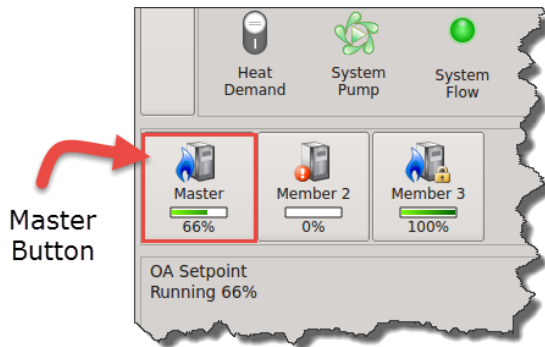 Heat
Demand
System
Pump
System
Flow
Master
Member 2
Member 3
66%
0%
100%
Master
Button
OA Setpoint
Running 66%